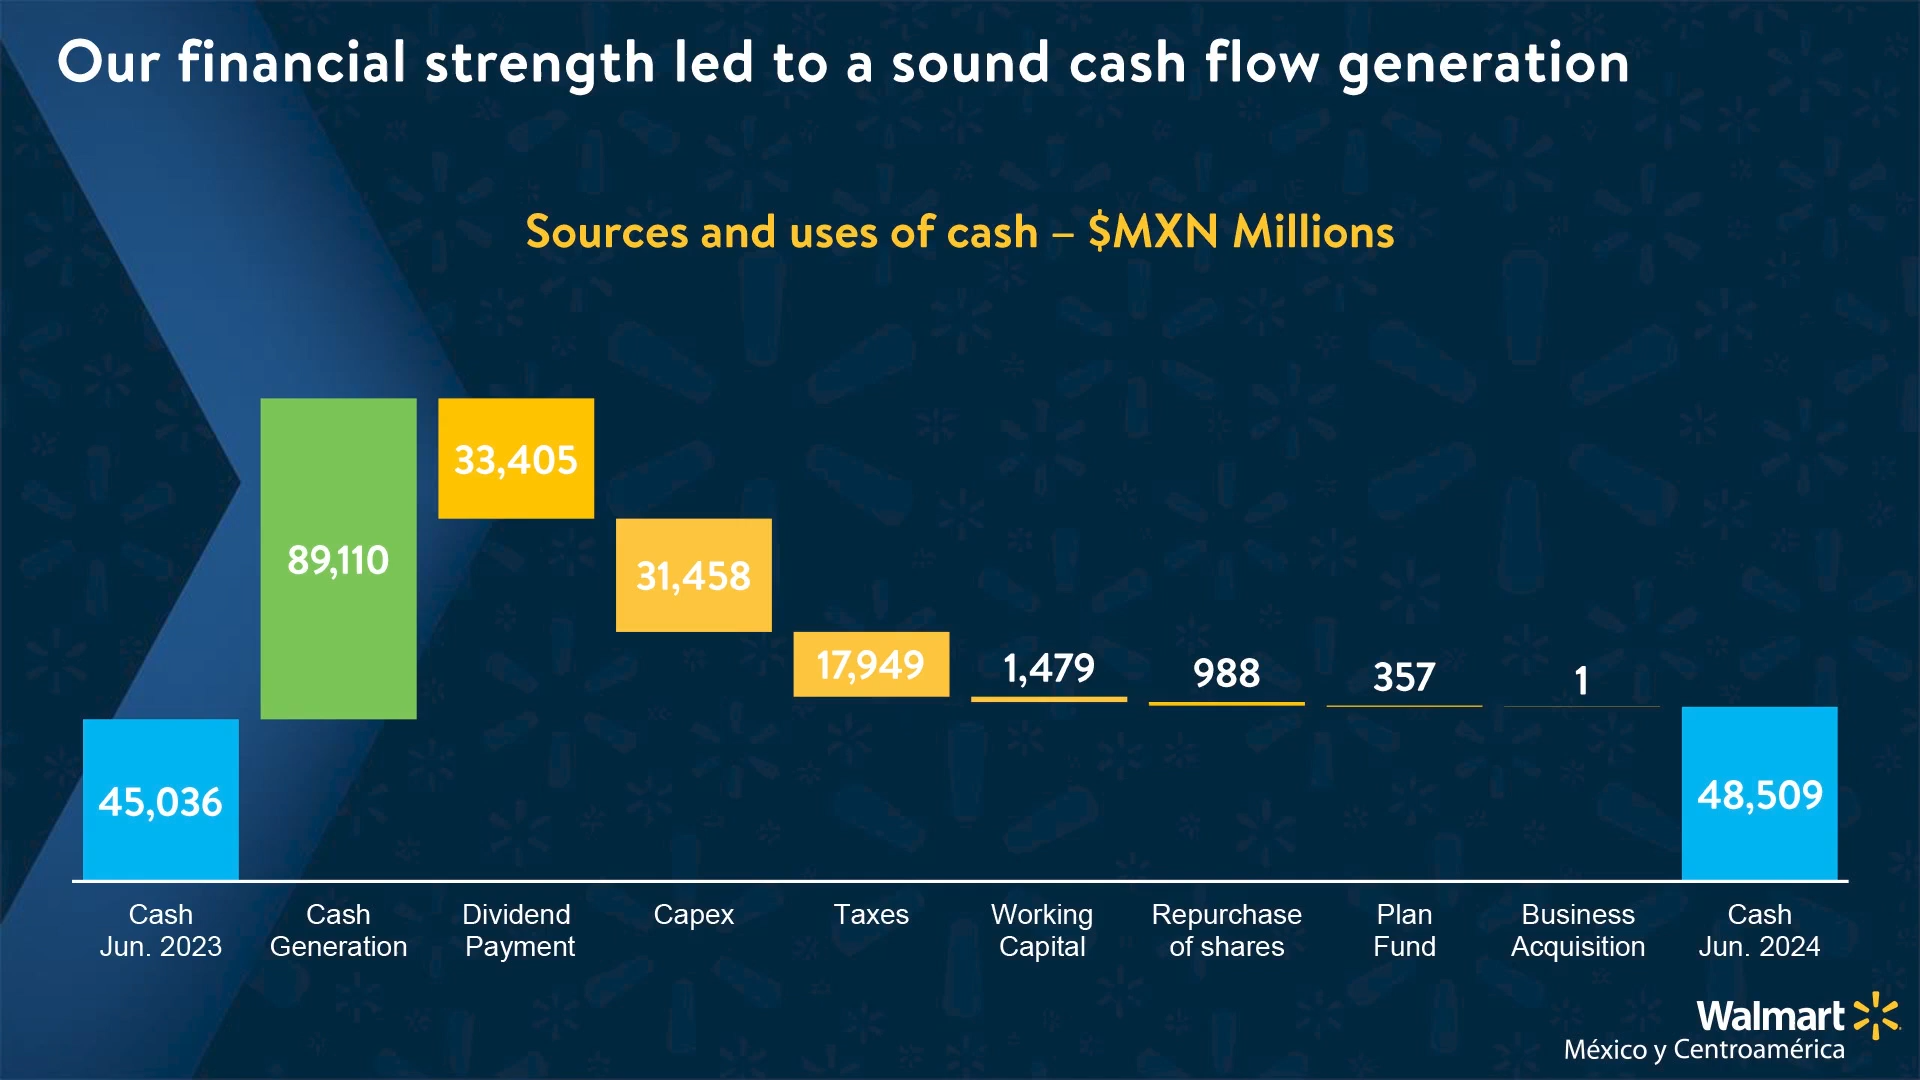 Our financial strength led to a sound cash flow generation
Sources and uses of cash – $MXN Millions
45,036
89,110
33,405
31,458
17,949
1,479
988
357
1
48,509
Cash
Jun. 2023
Cash
Generation
Dividend
Payment
Capex
Taxes
Working
Capital
Repurchase
of shares
Plan
Fund
Business
Acquisition
Cash
Jun. 2024
Walmart
México y Centroamérica